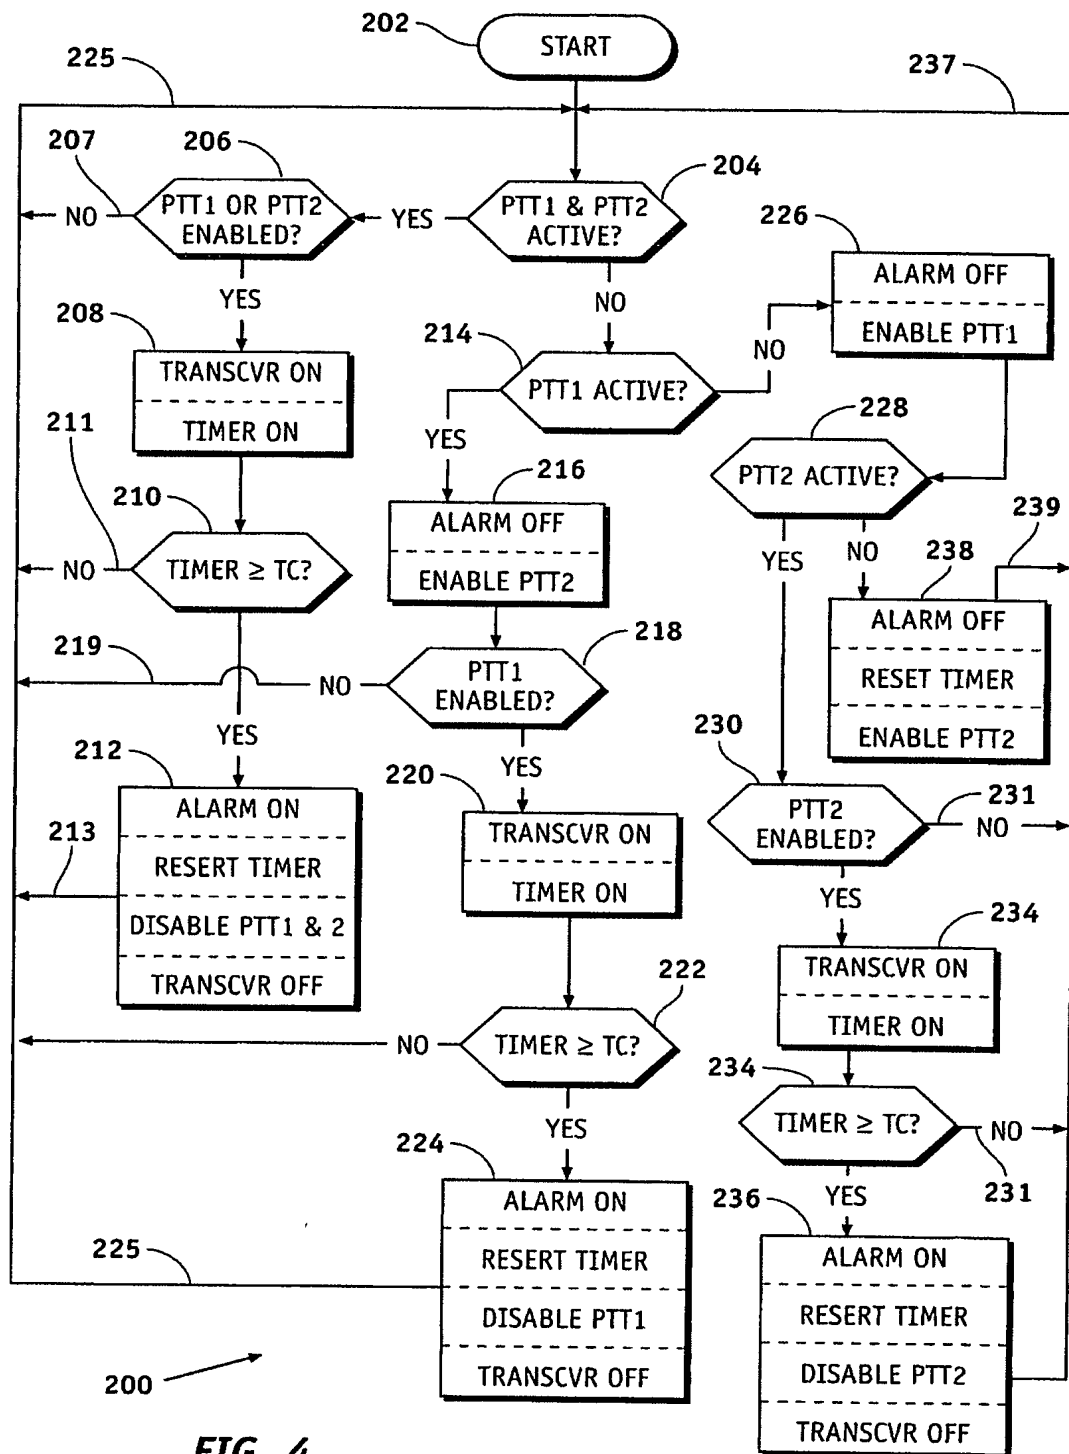 202
START
225
237
207
206
204
PTT1 OR PTT2
ENABLED?
NO
YES
PTT1 & PTT2
ACTIVE?
226
ALARM OFF
ENABLE PTT1
YES
NO
208
TRANSCVR ON
TIMER ON
214
PTT1 ACTIVE?
NO
YES
228
PTT2 ACTIVE?
211
210
TIMER ≥ TC?
NO
216
ALARM OFF
ENABLE PTT2
YES
NO
239
238
ALARM OFF
RESET TIMER
ENABLE PTT2
219
218
PTT1
ENABLED?
NO
YES
YES
212
ALARM ON
RESERT TIMER
DISABLE PTT1 & 2
TRANSCVR OFF
213
220
TRANSCVR ON
TIMER ON
230
PTT2
ENABLED?
231
NO
YES
234
TRANSCVR ON
TIMER ON
222
TIMER ≥ TC?
NO
YES
234
TIMER ≥ TC?
NO
231
YES
224
ALARM ON
RESERT TIMER
DISABLE PTT1
TRANSCVR OFF
225
236
ALARM ON
RESERT TIMER
DISABLE PTT2
TRANSCVR OFF
200
FIG. 4